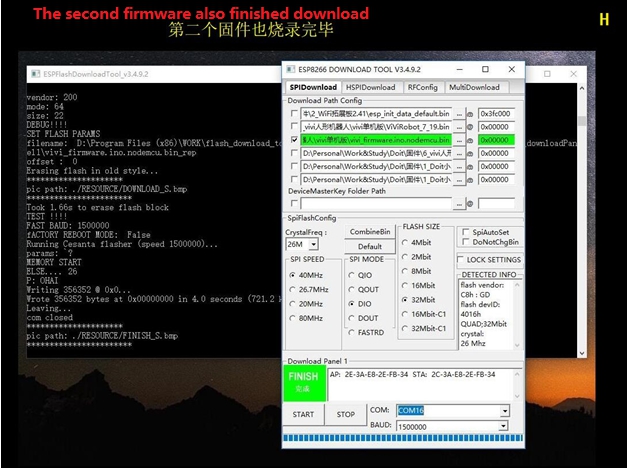 The second firmware also finished download
第二个固件也烧录完毕
H
ESPFlashDownloadTool_v3.4.9.2
vendor: 200
mode: 64
size: 22
DEBUG!!!!
SET FLASH PARAMS
filename: D:\Program Files (x86)\WORK\flash_download_to
downloadPan
el1\vivi_firmware.ino.nodemcu.bin_rep
offset : 0
Erasing flash in old style...
**********************
pic path: ./RESOURCE/DOWNLOAD_S.bmp
**********************
Took 1.66s to erase flash block
TEST !!!!
FAST BAUD: 1500000
fACTORY REBOOT MODE: False
Running Cesanta flasher (speed 1500000)...
params: `?
MEMORY START
ELSE.... 26
P: OHAI
Writing 356352 @ 0x0...
Wrote 356352 bytes at 0x00000000 in 4.0 seconds (721.2 k
Leaving...
com closed
**********************
pic path: ./RESOURCE/FINISH_S.bmp
**********************
ESP8266 DOWNLOAD TOOL V3.4.9.2
SPIDownload HSPIDownload RFConfig MultiDownload
Download Path Config
\2_WiFi拓展板2.41\esp_init_data_default.bin ... @ 0x3fc000
_vivi人形机器人\vivi单机版\ViViRobot_7_19.bin ... @ 0x00000
人\vivi单机版\vivi_firmware.ino.nodemcu.bin ... @ 0x00000
D:\Personal\Work&Study\Doit\固件\6_vivi人形 ... @ 0x00000
D:\Personal\Work&Study\Doit\固件\1_Doit小 ... @ 0x00000
D:\Personal\Work&Study\Doit\固件\1_Doit小 ... @ 0x00000
DeviceMasterKey Folder Path
... @
SpiFlashConfig
CrystalFreq :
26M
CombineBin
Default
SPI SPEED
40MHz
26.7MHz
20MHz
80MHz
SPI MODE
QIO
QOUT
DIO
DOUT
FASTRD
FLASH SIZE
4Mbit
2Mbit
8Mbit
16Mbit
32Mbit
16Mbit-C1
32Mbit-C1
SpiAutoSet
DoNotChgBin
LOCK SETTINGS
DETECTED INFO
flash vendor:
C8h : GD
flash devID:
4016h
QUAD;32Mbit
crystal:
26 Mhz
Download Panel 1
FINISH
完成
AP: 2E-3A-E8-2E-FB-34 STA: 2C-3A-E8-2E-FB-34
START STOP
COM: COM16
BAUD: 1500000